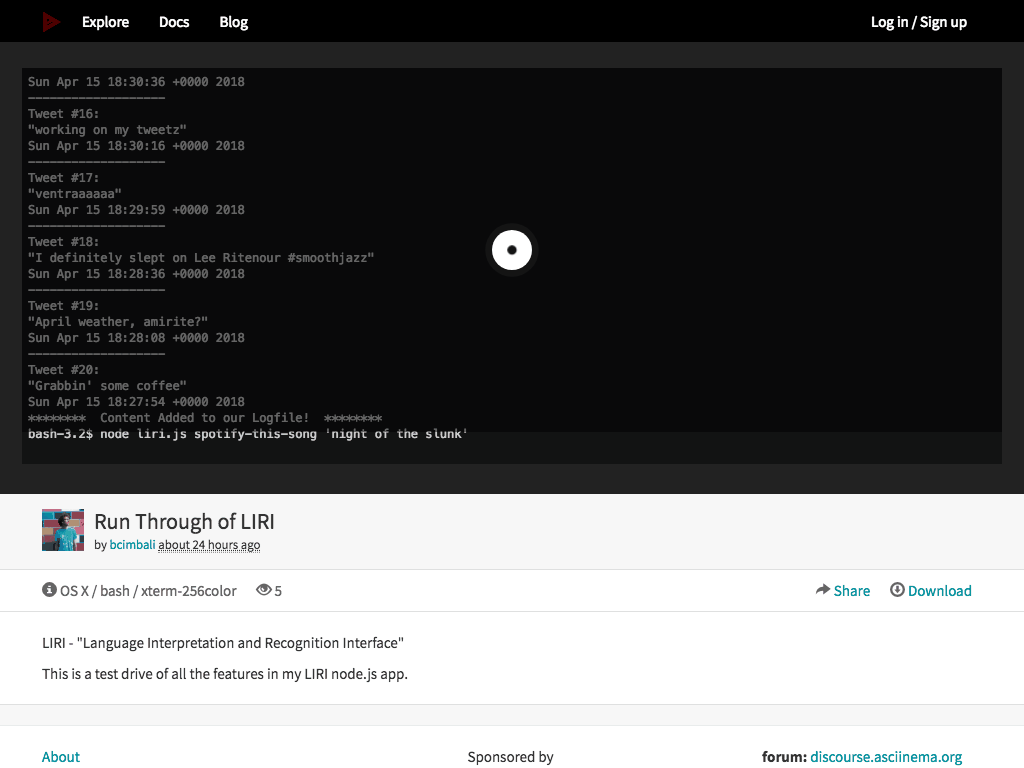 Explore Docs Blog Log in / Sign up
Sun Apr 15 18:30:36 +0000 2018
-------------------
Tweet #16:
"working on my tweetz"
Sun Apr 15 18:30:16 +0000 2018
-------------------
Tweet #17:
"ventraaaaaa"
Sun Apr 15 18:29:59 +0000 2018
-------------------
Tweet #18:
"I definitely slept on Lee Ritenour #smoothjazz"
Sun Apr 15 18:28:36 +0000 2018
-------------------
Tweet #19:
"April weather, amirite?"
Sun Apr 15 18:28:08 +0000 2018
-------------------
Tweet #20:
"Grabbin' some coffee"
Sun Apr 15 18:27:54 +0000 2018
******** Content Added to our Logfile! ********
bash-3.2$ node liri.js spotify-this-song 'night of the slunk'
Run Through of LIRI
by bcimbali about 24 hours ago
OS X / bash / xterm-256color 5 Share Download
LIRI - "Language Interpretation and Recognition Interface"
This is a test drive of all the features in my LIRI node.js app.
About Sponsored by forum: discourse.asciinema.org